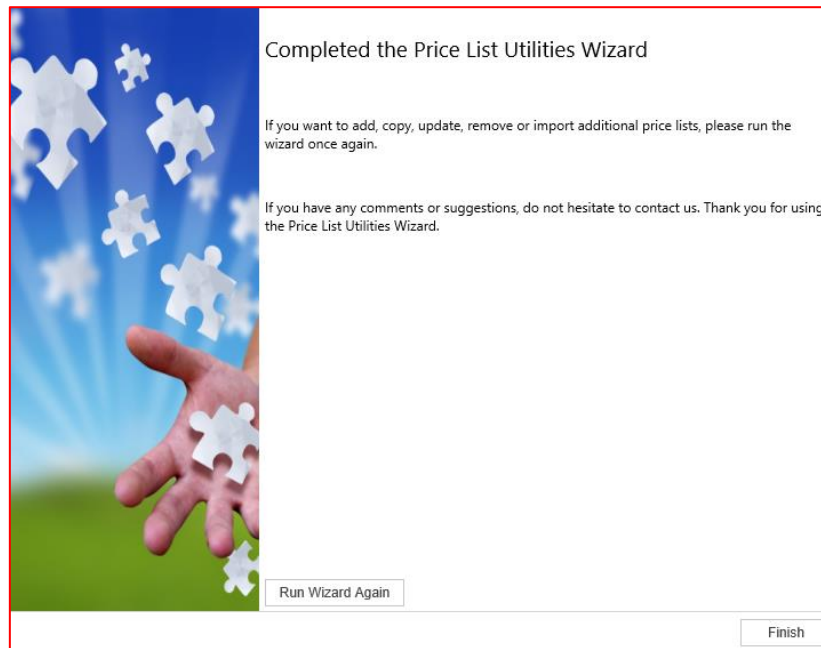 Completed the Price List Utilities Wizard
If you want to add, copy, update, remove or import additional price lists, please run the
wizard once again.
If you have any comments or suggestions, do not hesitate to contact us. Thank you for using
the Price List Utilities Wizard.
Run Wizard Again
Finish